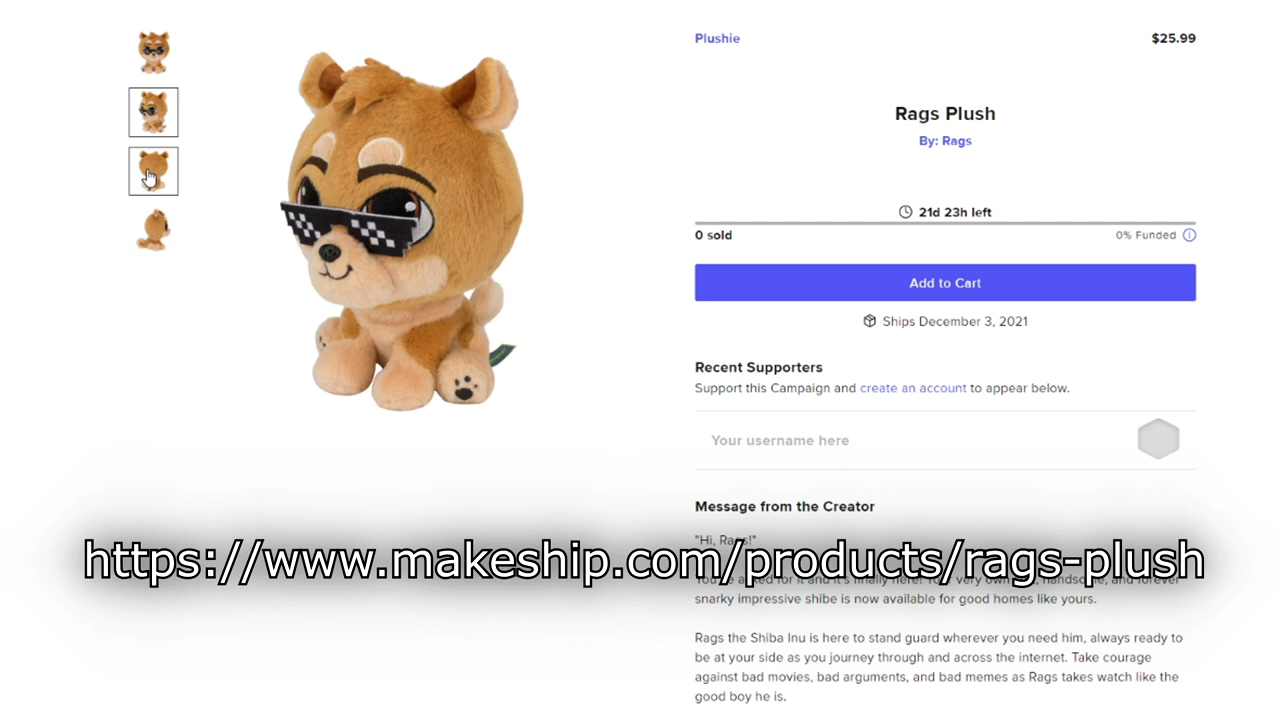 Plushie
$25.99
Rags Plush
By: Rags
21d 23h left
0 sold
0% Funded
Add to Cart
Ships December 3, 2021
Recent Supporters
Support this Campaign and create an account to appear below.
Your username here
Message from the Creator
"Hi, Rags!"
https://www.makeship.com/products/rags-plush
snarky impressive shibe is now available for good homes like yours.
Rags the Shiba Inu is here to stand guard wherever you need him, always ready to
be at your side as you journey through and across the internet. Take courage
against bad movies, bad arguments, and bad memes as Rags takes watch like the
good boy he is.